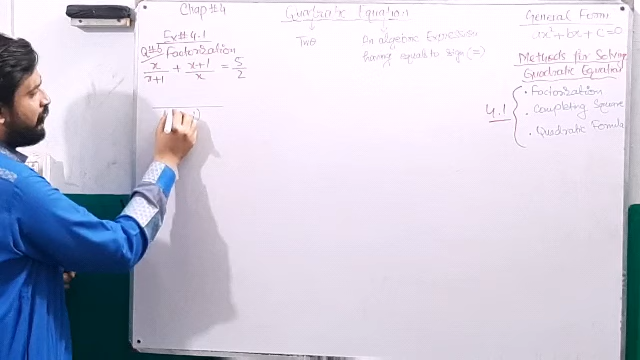 Chap#4
Quadratic Equation
General Form
ax²+bx+c=0
Ex#4.1
Q#5 Factorization
x/x+1 + x+1/x = 5/2
Two
An algebraic Expression
having equals to sign (=)
Methods for Solving
Quadratic Equation
4.1
• Factorization
• Completing Square
• Quadratic Formula